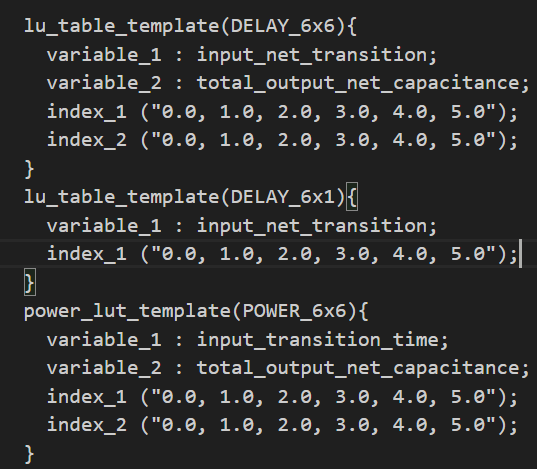 lu_table_template(DELAY_6x6){
  variable_1 : input_net_transition;
  variable_2 : total_output_net_capacitance;
  index_1 ("0.0, 1.0, 2.0, 3.0, 4.0, 5.0");
  index_2 ("0.0, 1.0, 2.0, 3.0, 4.0, 5.0");
}
lu_table_template(DELAY_6x1){
  variable_1 : input_net_transition;
  index_1 ("0.0, 1.0, 2.0, 3.0, 4.0, 5.0");
}
power_lut_template(POWER_6x6){
  variable_1 : input_transition_time;
  variable_2 : total_output_net_capacitance;
  index_1 ("0.0, 1.0, 2.0, 3.0, 4.0, 5.0");
  index_2 ("0.0, 1.0, 2.0, 3.0, 4.0, 5.0");
}